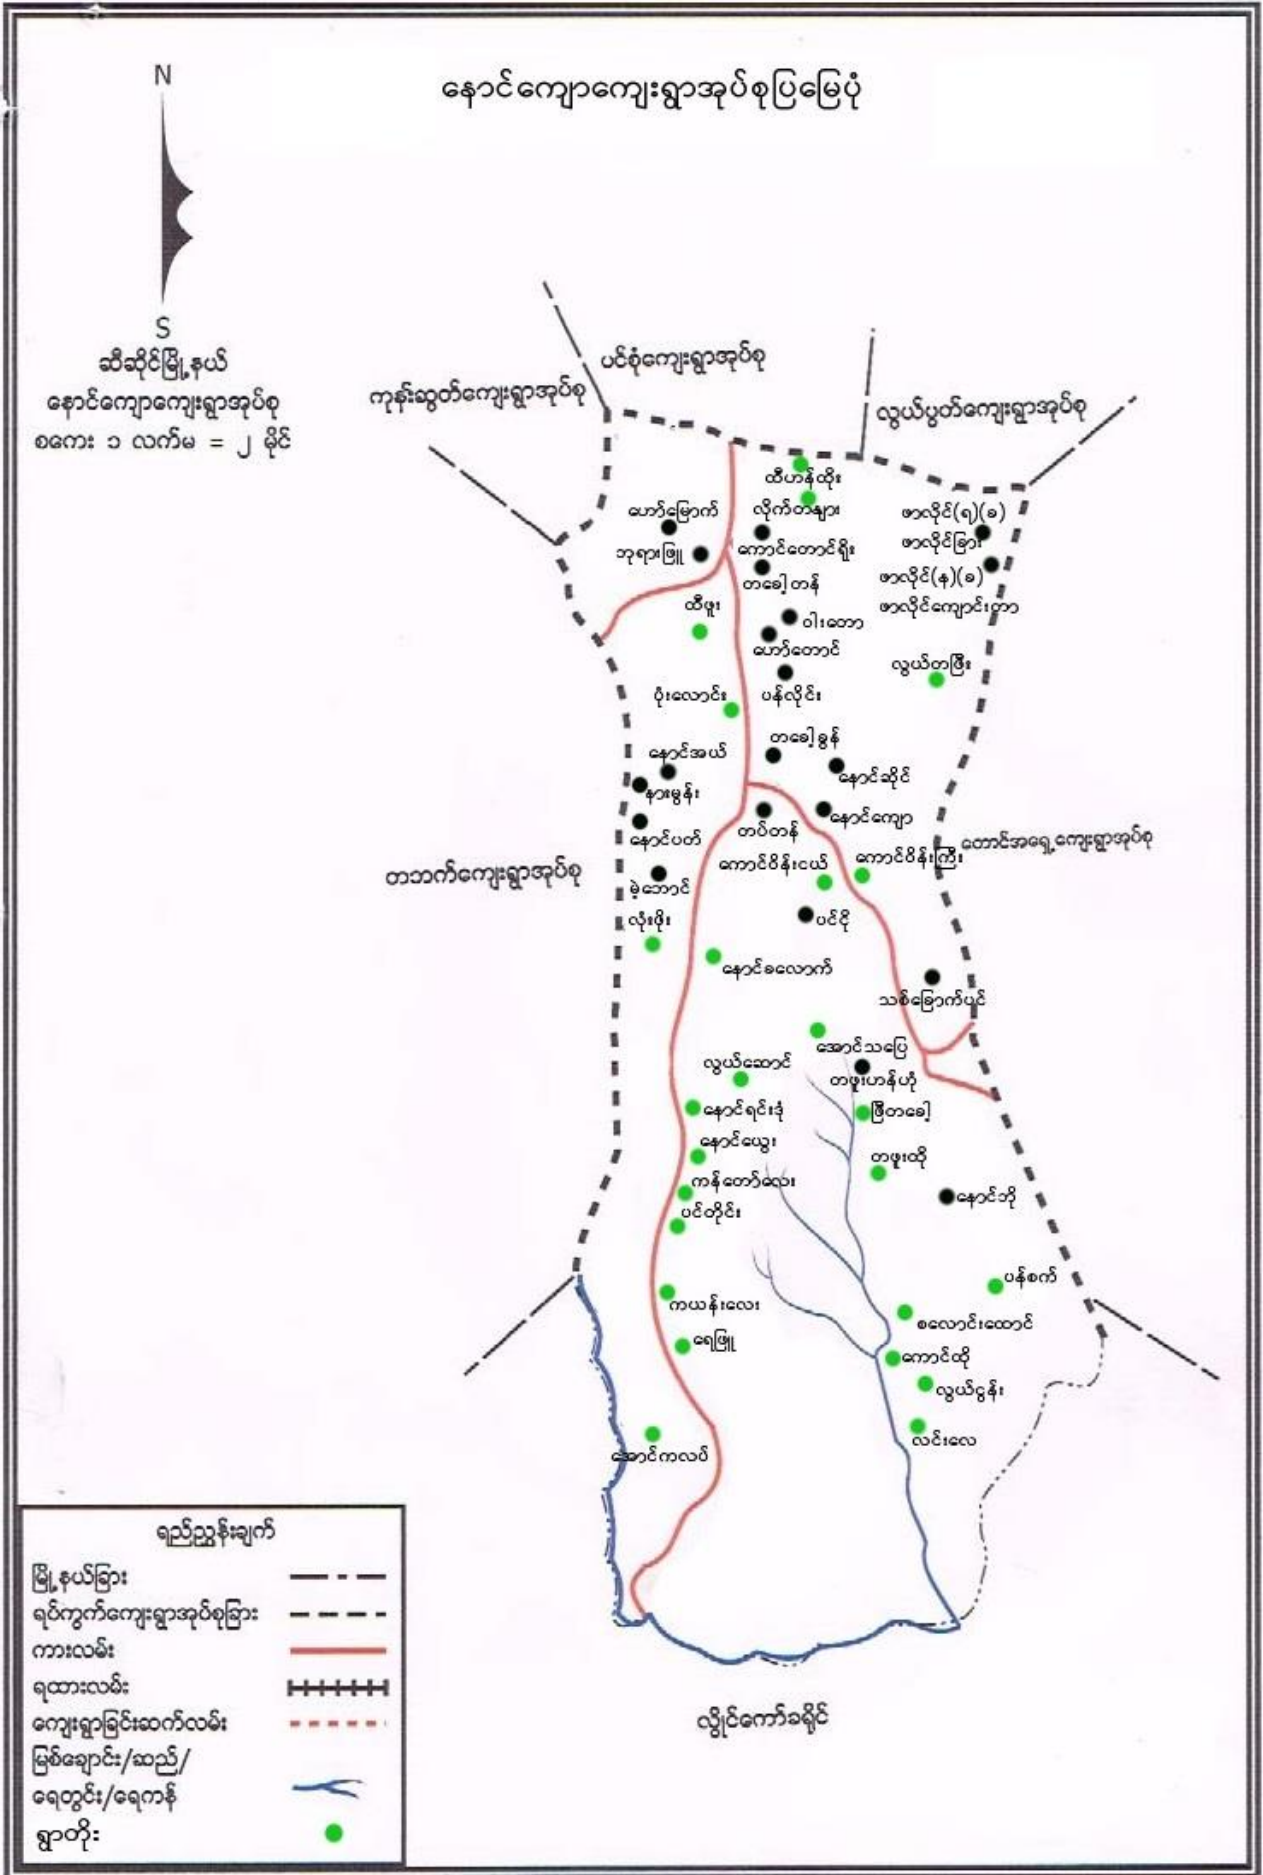 နောင်ကျောကျေးရွာအုပ်စုပြမြေပုံ
N
S
ဆီဆိုင်မြို့နယ်
နောင်ကျောကျေးရွာအုပ်စု
စကေး ၁ လက်မ = ၂ မိုင်
ပင်စုံကျေးရွာအုပ်စု
ကုန်းဆွတ်ကျေးရွာအုပ်စု
လွယ်ပွတ်ကျေးရွာအုပ်စု
ထီဟန်ထိုး
ဟော်မြောက်
လိုက်တများ
ဖာလိုင်(ရ)(ခ)
ဖာလိုင်ခြား
ဘုရားဖြူ
ကောင်တောင်ရိုး
တခေါ့တန်
ဖာလိုင်(န)(ခ)
ဖာလိုင်ကျောင်းတာ
ထီဖူး
ဝါးတော
ဟော်တောင်
လွယ်တဖြီး
ပုံးလောင်း
ပန်လိုင်း
တခေါ့ခွန်
နောင်အယ်
နောင်ဆိုင်
နားမွန်း
တပ်တန်
နောင်ကျော
နောင်ပတ်
ကောင်ဝိန်းငယ်
ကောင်ဝိန်းကြီး
တောင်အရှေ့ကျေးရွာအုပ်စု
တဘက်ကျေးရွာအုပ်စု
မဲ့ဘောင်
လုံးဖိုး
ပင်ငို
နောင်ခလောက်
သစ်ခြောက်ပင်
အောင်သပြေ
လွယ်ဆောင်
တဖူးဟန်ဟုံ
နောင်ရင်းဒုံ
ဖြီတခေါ့
နောင်ယွေး
တဖူးထို
ကန်တော်လေး
နောင်ဘို
ပင်တိုင်း
ပန်စက်
ကယန်းလေး
စလောင်းထောင်
ရေဖြူ
ကောင်ထို
လွယ်ငွန်း
လင်းလေ
အောင်ကလပ်
လွိုင်ကော်ခရိုင်
ရည်ညွှန်းချက်
မြို့နယ်ခြား
ရပ်ကွက်ကျေးရွာအုပ်စုခြား
ကားလမ်း
ရထားလမ်း
ကျေးရွာခြင်းဆက်လမ်း
မြစ်ချောင်း/ဆည်/
ရေတွင်း/ရေကန်
ရွာတိုး